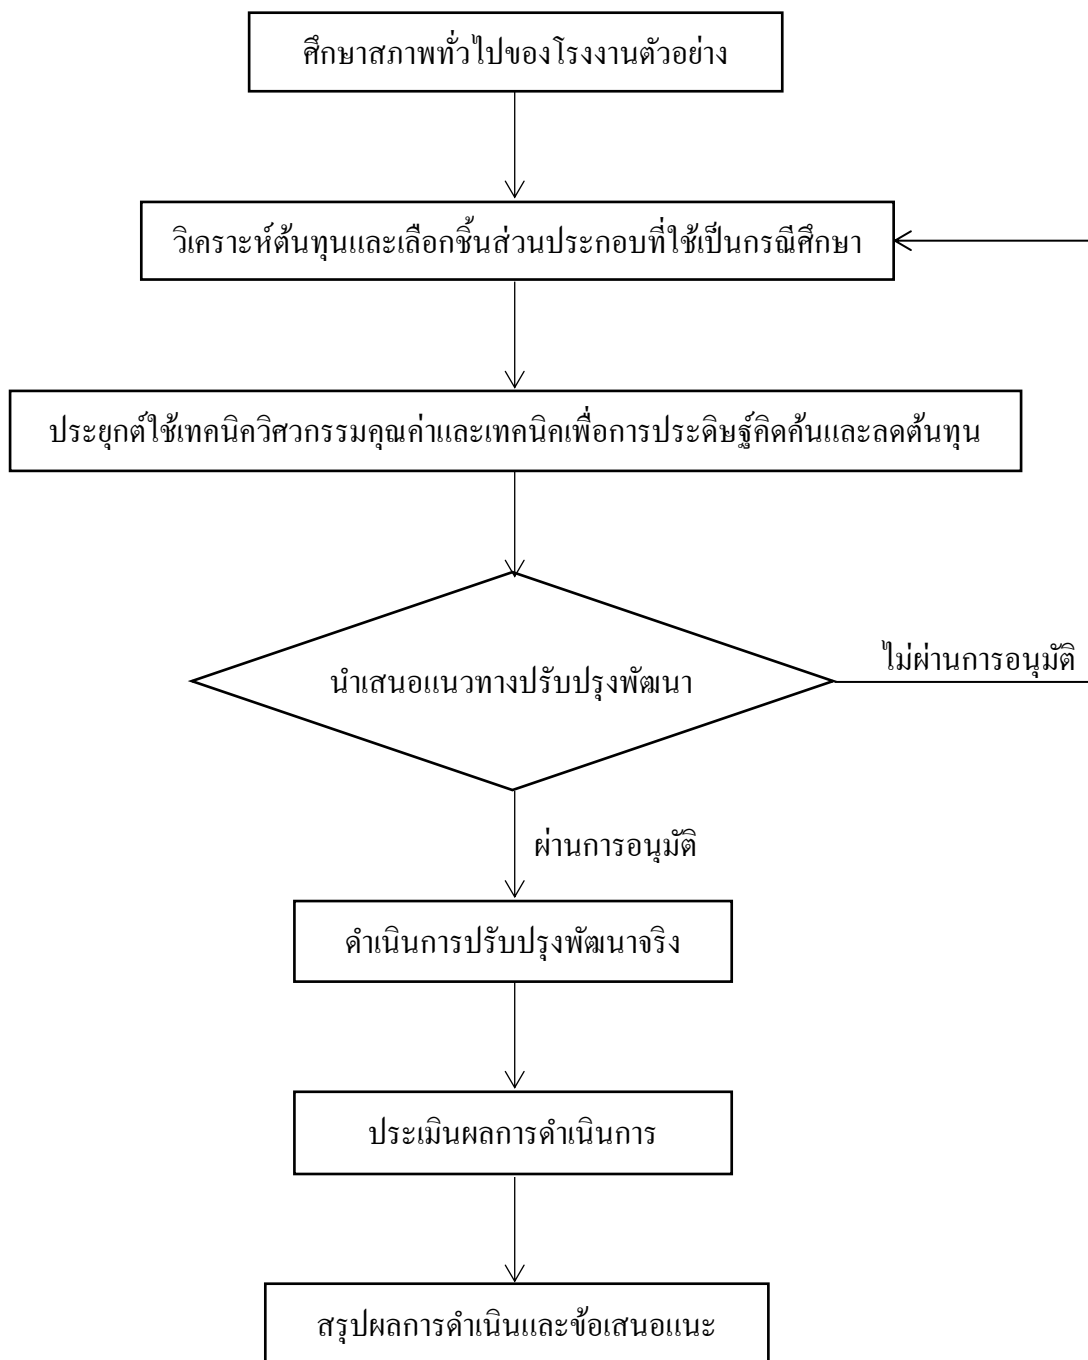 ศึกษาสภาพทั่วไปของโรงงานตัวอย่าง
วิเคราะห์ต้นทุนและเลือกชิ้นส่วนประกอบที่ใช้เป็นกรณีศึกษา
ประยุกต์ใช้เทคนิควิศวกรรมคุณค่าและเทคนิคเพื่อการประดิษฐ์คิดค้นและลดต้นทุน
นำเสนอแนวทางปรับปรุงพัฒนา
ไม่ผ่านการอนุมัติ
ผ่านการอนุมัติ
ดำเนินการปรับปรุงพัฒนาจริง
ประเมินผลการดำเนินการ
สรุปผลการดำเนินและข้อเสนอแนะ